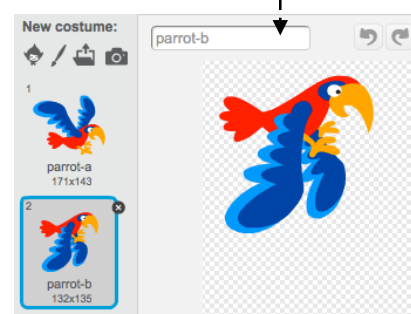 New costume:
parrot-b
1
parrot-a
171x143
2
parrot-b
132x135